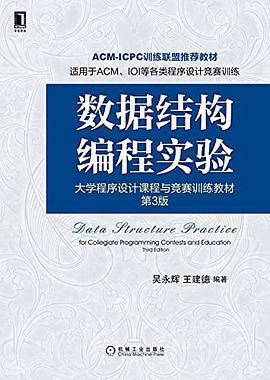 ACM-ICPC训练联盟推荐教材
适用于ACM、IOI等各类程序设计竞赛训练
数据结构
编程实验
大学程序设计课程与竞赛训练教材
第3版
Data Structure Practice
for Collegiate Programming Contests and Education
Third Edition
吴永辉 王建德 编著
机械工业出版社
China Machine Press